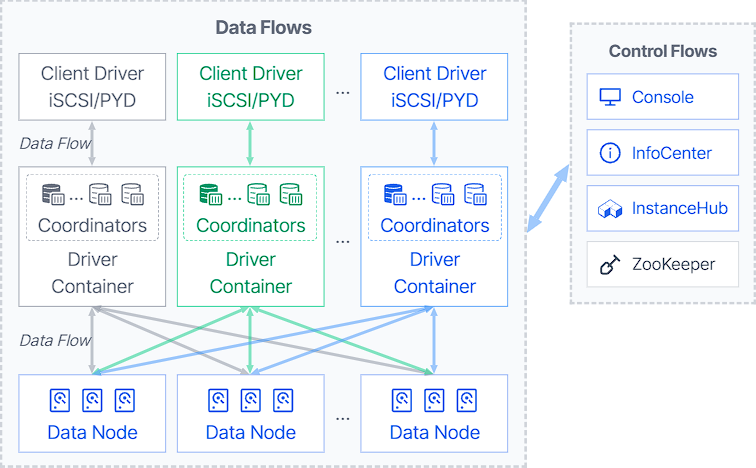 Data Flows
Client Driver
iSCSI/PYD
Client Driver
iSCSI/PYD
...
Client Driver
iSCSI/PYD
Data Flow
...
Coordinators
Driver
Container
...
Coordinators
Driver
Container
...
...
Coordinators
Driver
Container
Data Flow
Data Node
Data Node
...
Data Node
Control Flows
Console
InfoCenter
InstanceHub
ZooKeeper